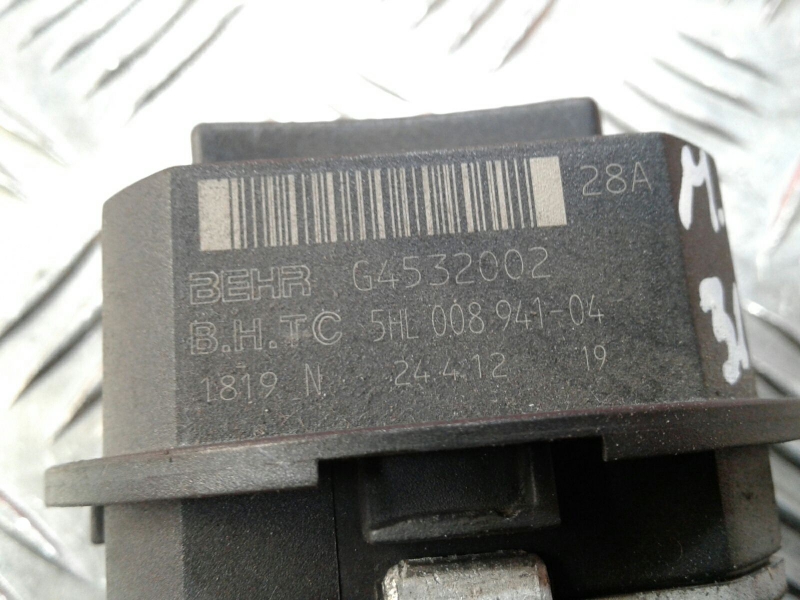 28A
BEHR G4532002
B.H.T C 5HL 008 941-04
1819 N 24.4.12 19
M.